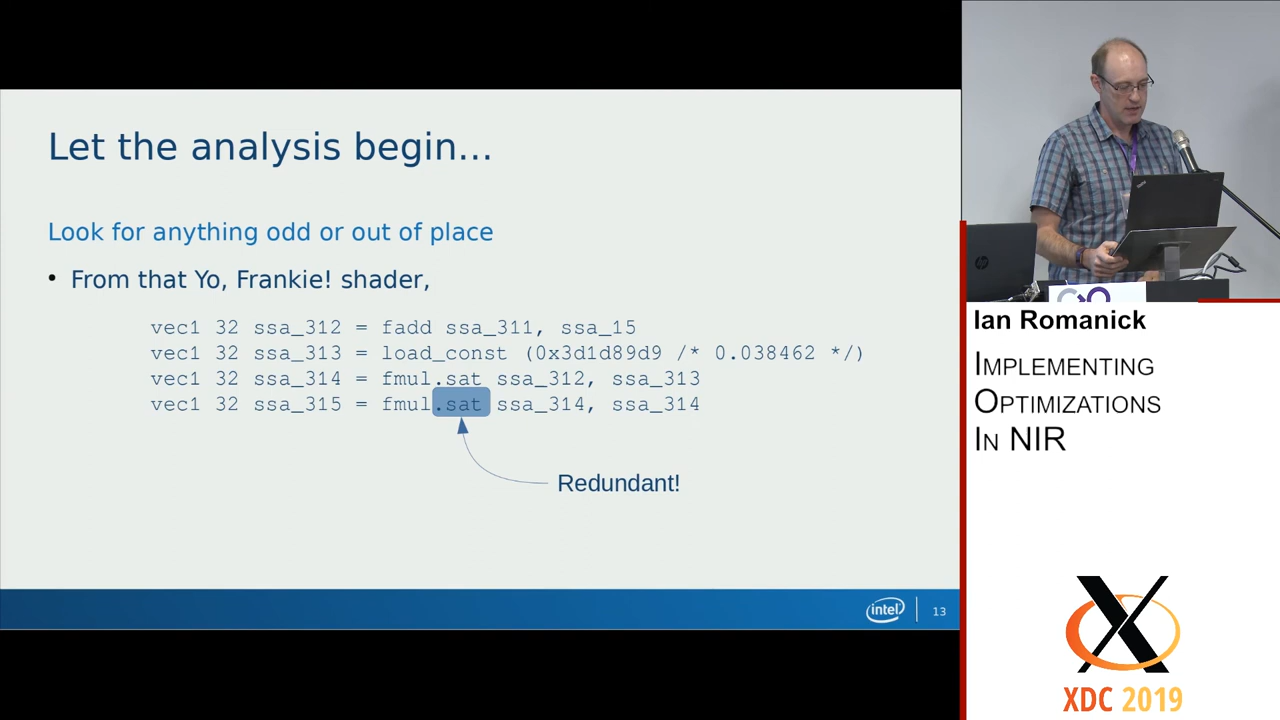 Let the analysis begin...
Look for anything odd or out of place
• From that Yo, Frankie! shader,
vec1 32 ssa_312 = fadd ssa_311, ssa_15
vec1 32 ssa_313 = load_const (0x3d1d89d9 /* 0.038462 */)
vec1 32 ssa_314 = fmul.sat ssa_312, ssa_313
vec1 32 ssa_315 = fmul.sat ssa_314, ssa_314
Redundant!
intel
13
hp
Ian Romanick
Implementing
Optimizations
In NIR
X
XDC 2019